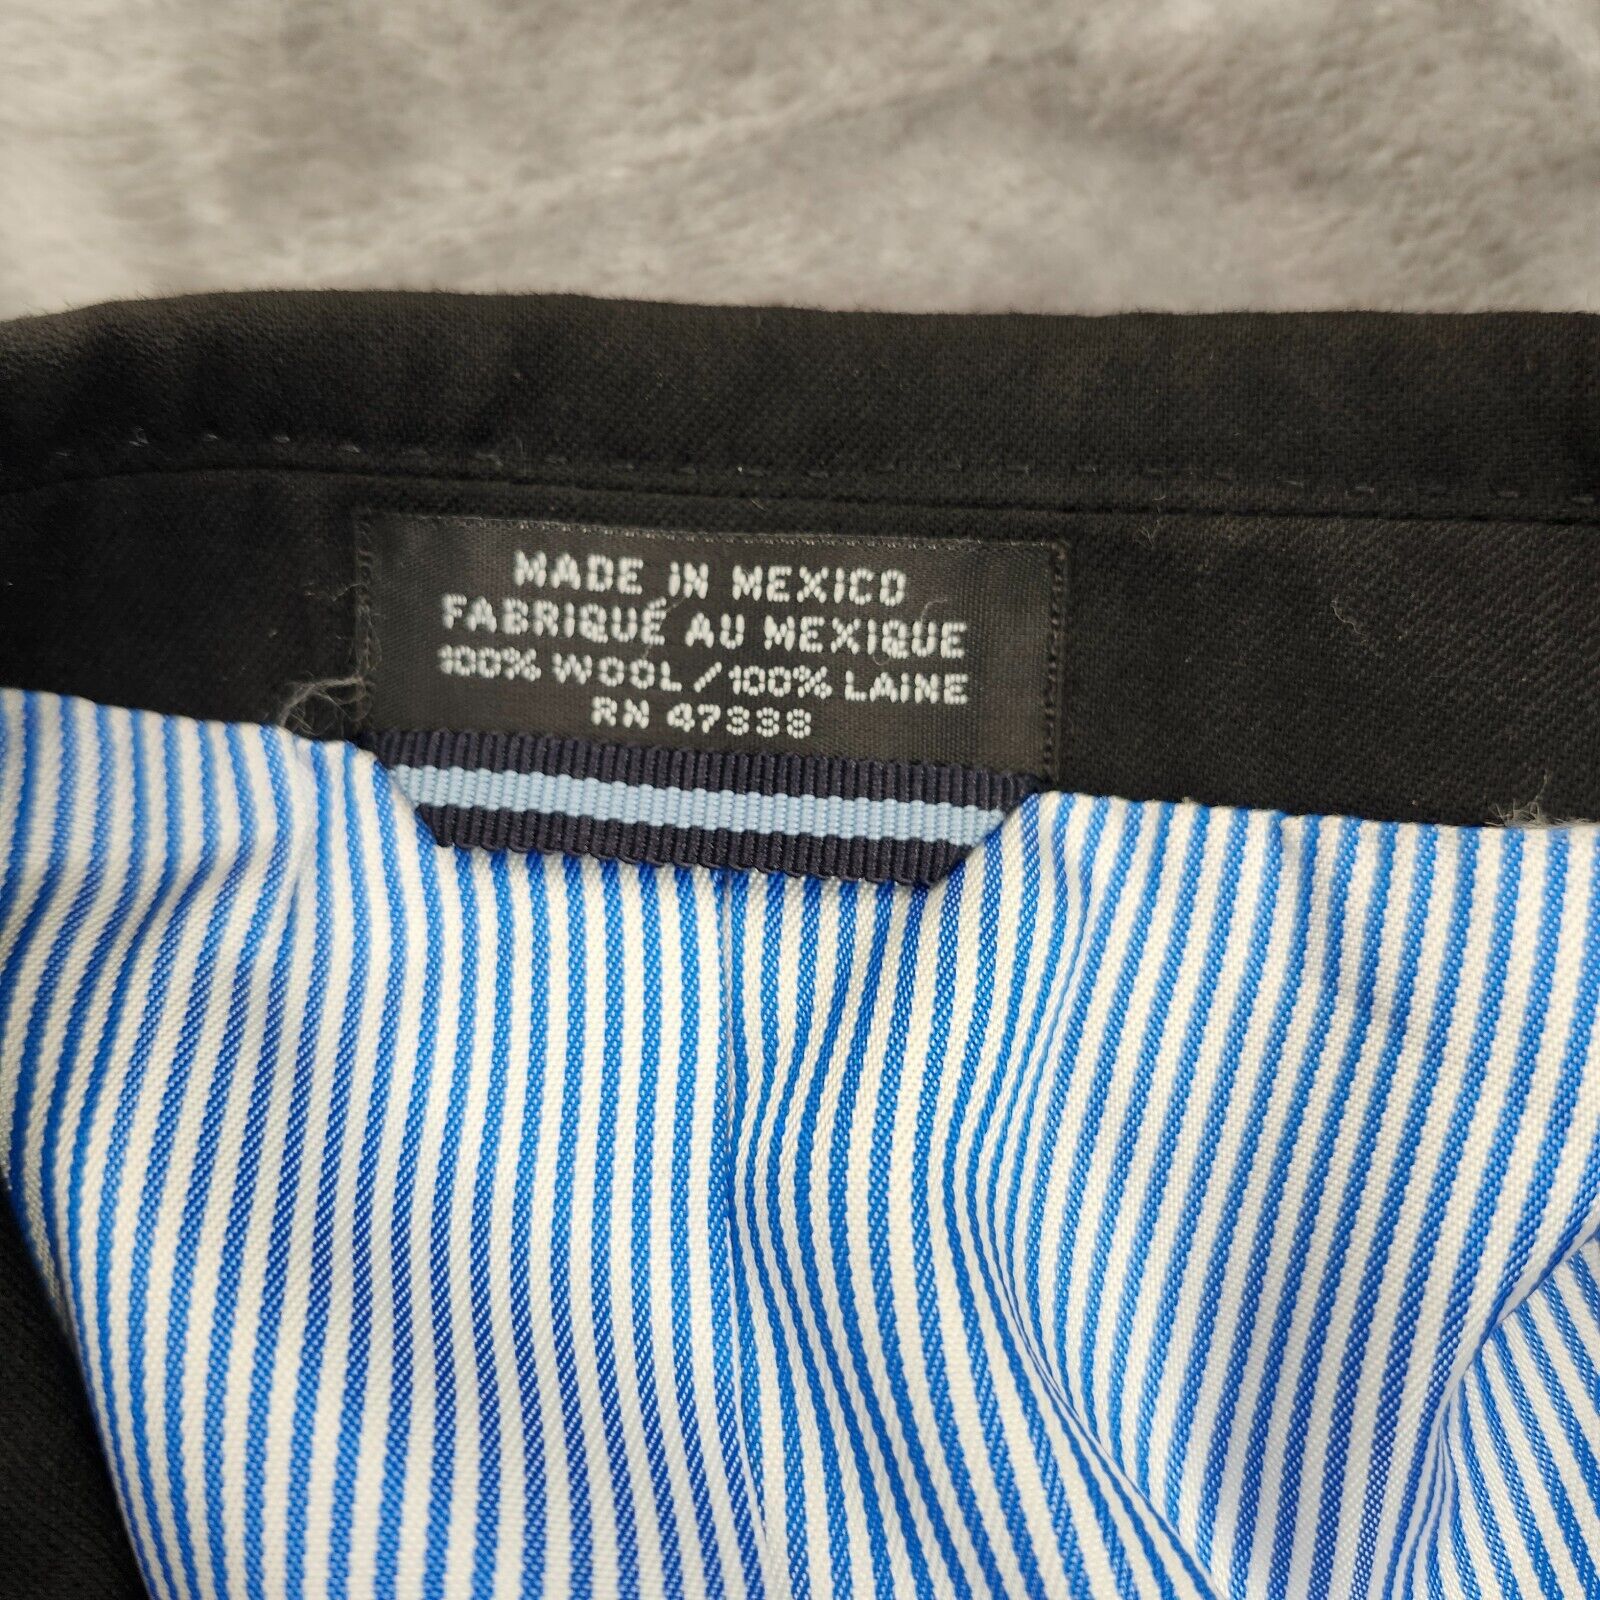 MADE IN MEXICO
FABRIQUÉ AU MEXIQUE
100% WOOL / 100% LAINE
RN 47338